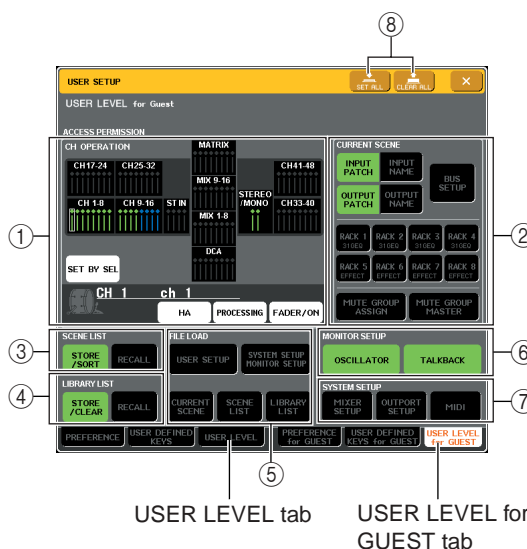 ⑧
USER SETUP
SET ALL
CLEAR ALL
×
USER LEVEL for Guest
ACCESS PERMISSION
CH OPERATION
MATRIX
CH17-24
CH25-32
CH41-48
MIX 9-16
CH 1-8
CH 9-16
ST IN
STEREO
/MONO
CH33-40
MIX 1-8
DCA
SET BY SEL
CH 1
ch 1
HA
PROCESSING
FADER/ON
①
CURRENT SCENE
INPUT
PATCH
INPUT
NAME
BUS
SETUP
OUTPUT
PATCH
OUTPUT
NAME
RACK 1
31GEQ
RACK 2
31GEQ
RACK 3
31GEQ
RACK 4
31GEQ
RACK 5
EFFECT
RACK 6
EFFECT
RACK 7
EFFECT
RACK 8
EFFECT
MUTE GROUP
ASSIGN
MUTE GROUP
MASTER
②
③
SCENE LIST
STORE
/SORT
RECALL
④
LIBRARY LIST
STORE
/CLEAR
RECALL
FILE LOAD
USER SETUP
SYSTEM SETUP
MONITOR SETUP
CURRENT
SCENE
SCENE
LIST
LIBRARY
LIST
⑤
MONITOR SETUP
OSCILLATOR
TALKBACK
⑥
SYSTEM SETUP
MIXER
SETUP
OUTPORT
SETUP
MIDI
⑦
PREFERENCE
USER DEFINED
KEYS
USER LEVEL
PREFERENCE
for GUEST
USER DEFINED
KEYS for GUEST
USER LEVEL
for GUEST
USER LEVEL tab
USER LEVEL for
GUEST tab